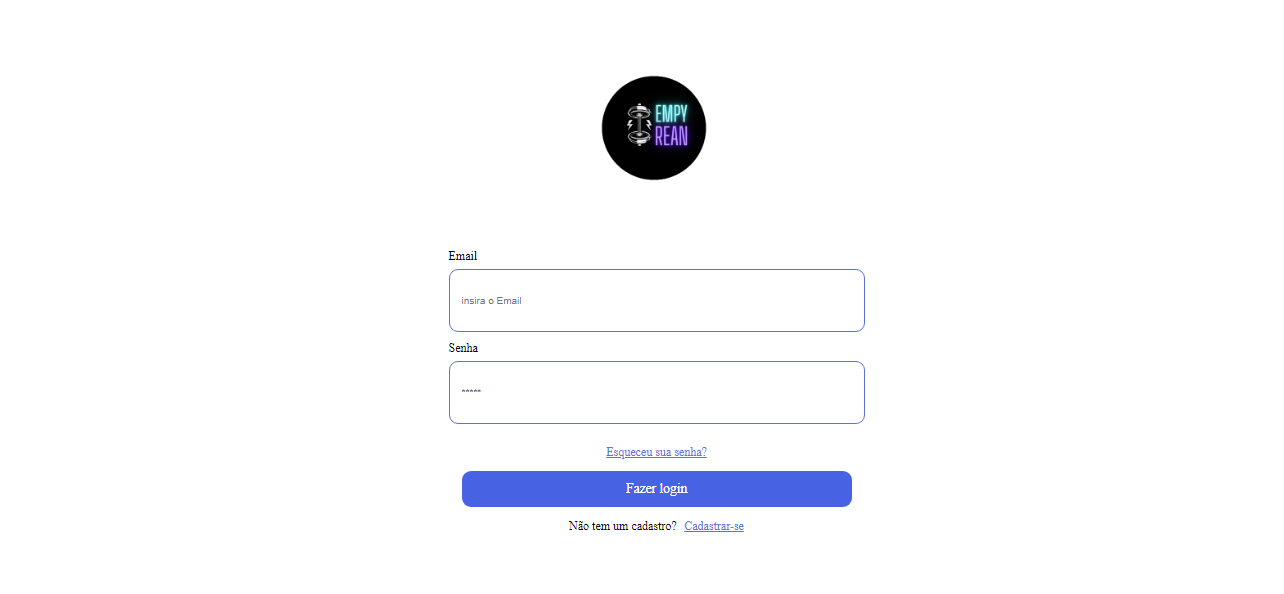 EMPY
REAN
Email
insira o Email
Senha
*****
Esqueceu sua senha?
Fazer login
Não tem um cadastro? Cadastrar-se